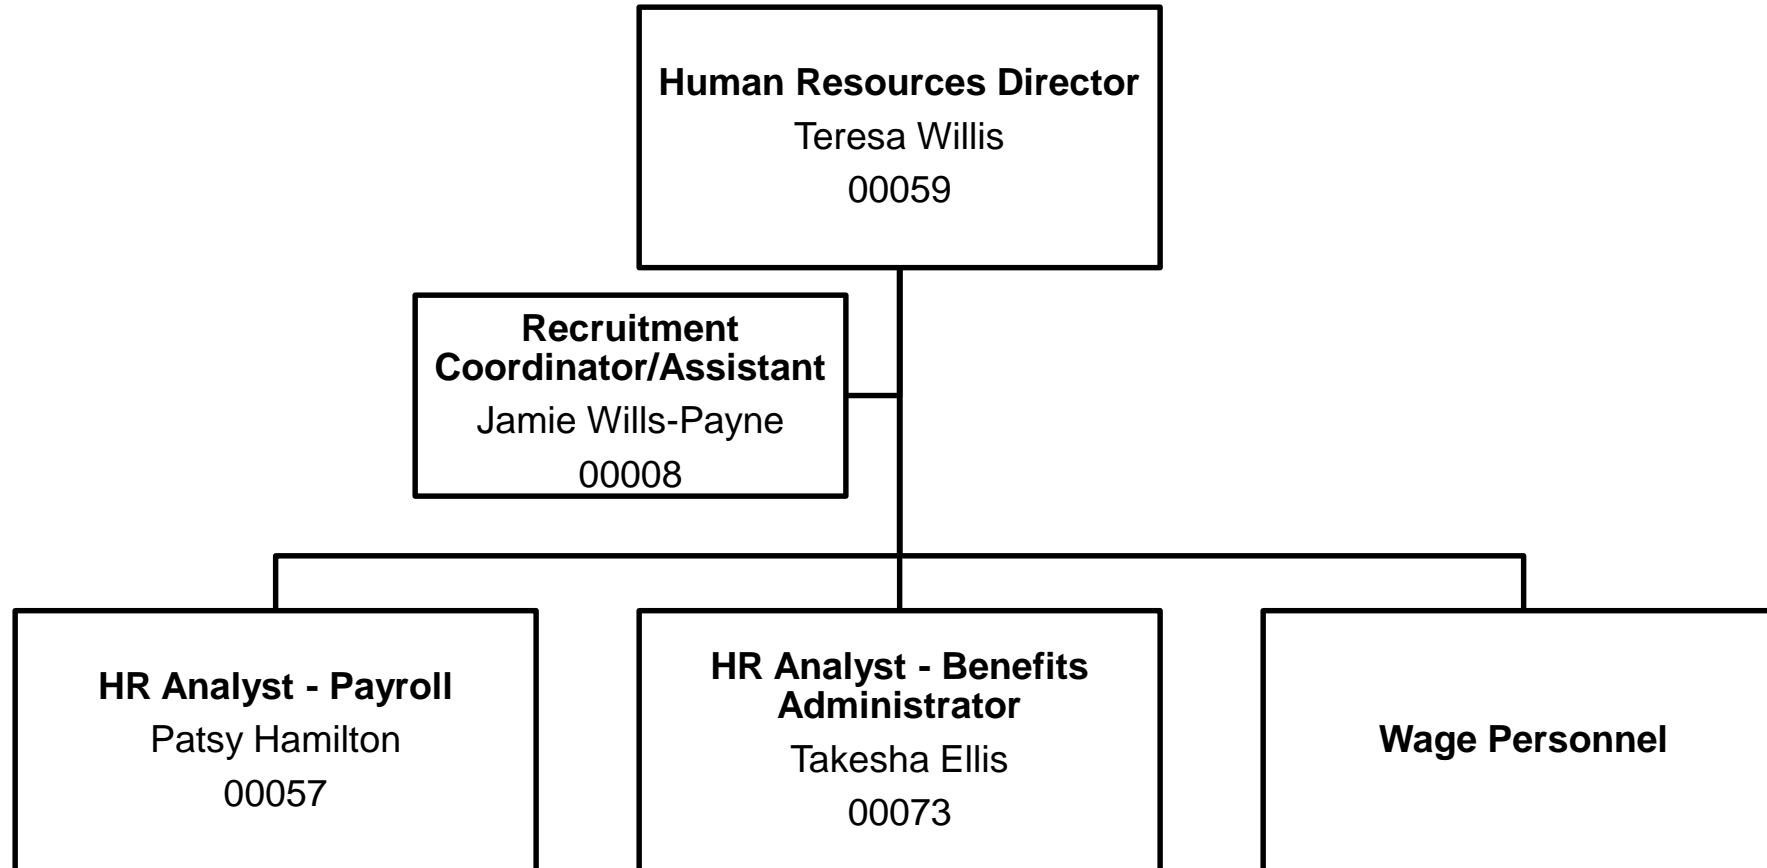 Human Resources Director
Teresa Willis
00059
Recruitment
Coordinator/Assistant
Jamie Wills-Payne
00008
HR Analyst - Payroll
Patsy Hamilton
00057
HR Analyst - Benefits
Administrator
Takesha Ellis
00073
Wage Personnel